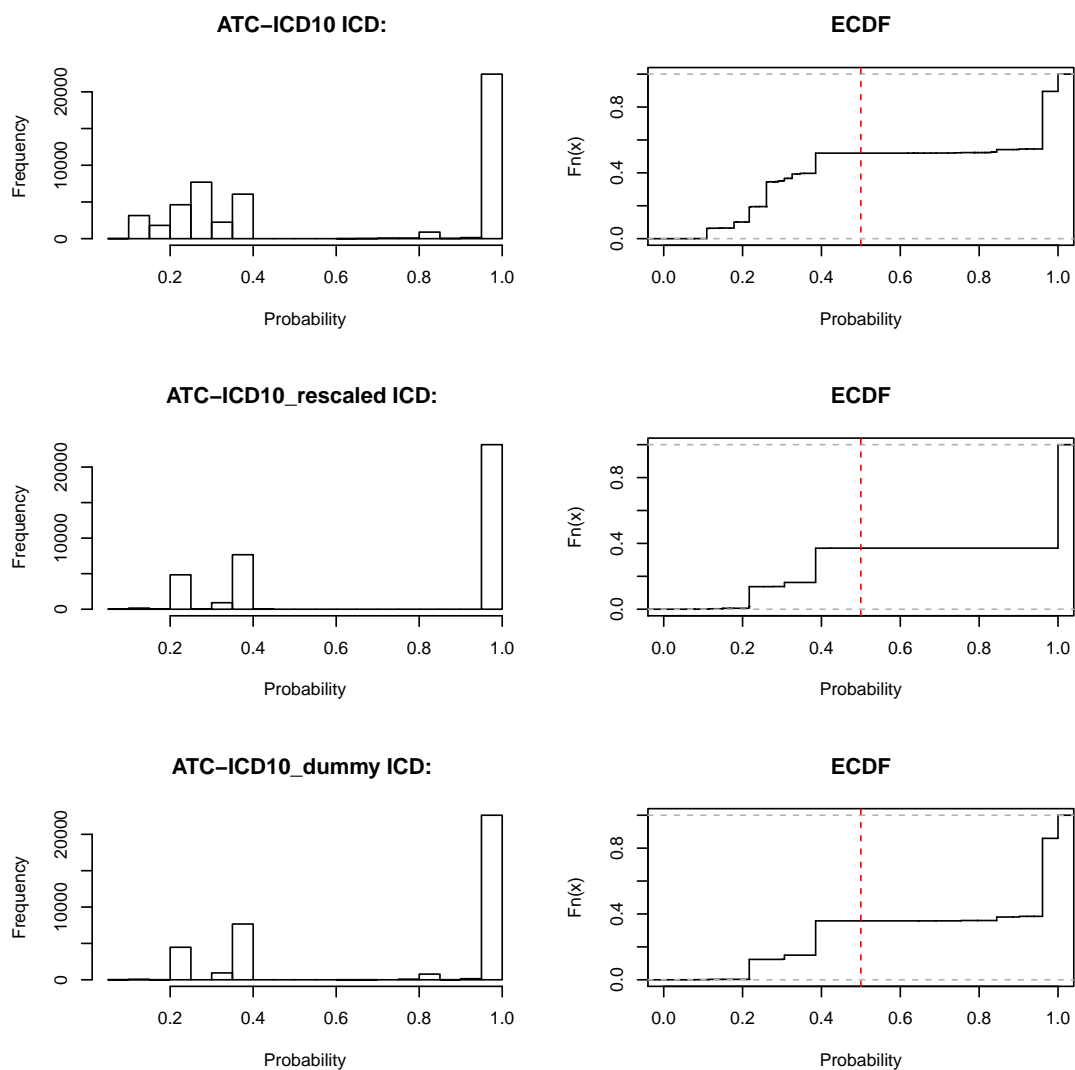 ATC−ICD10 ICD:
Frequency
0 10000 20000
0.2 0.4 0.6 0.8 1.0
Probability
ECDF
Fn(x)
0.0 0.4 0.8
0.0 0.2 0.4 0.6 0.8 1.0
Probability
ATC−ICD10_rescaled ICD:
Frequency
0 10000 20000
0.2 0.4 0.6 0.8 1.0
Probability
ECDF
Fn(x)
0.0 0.4 0.8
0.0 0.2 0.4 0.6 0.8 1.0
Probability
ATC−ICD10_dummy ICD:
Frequency
0 10000 20000
0.2 0.4 0.6 0.8 1.0
Probability
ECDF
Fn(x)
0.0 0.4 0.8
0.0 0.2 0.4 0.6 0.8 1.0
Probability